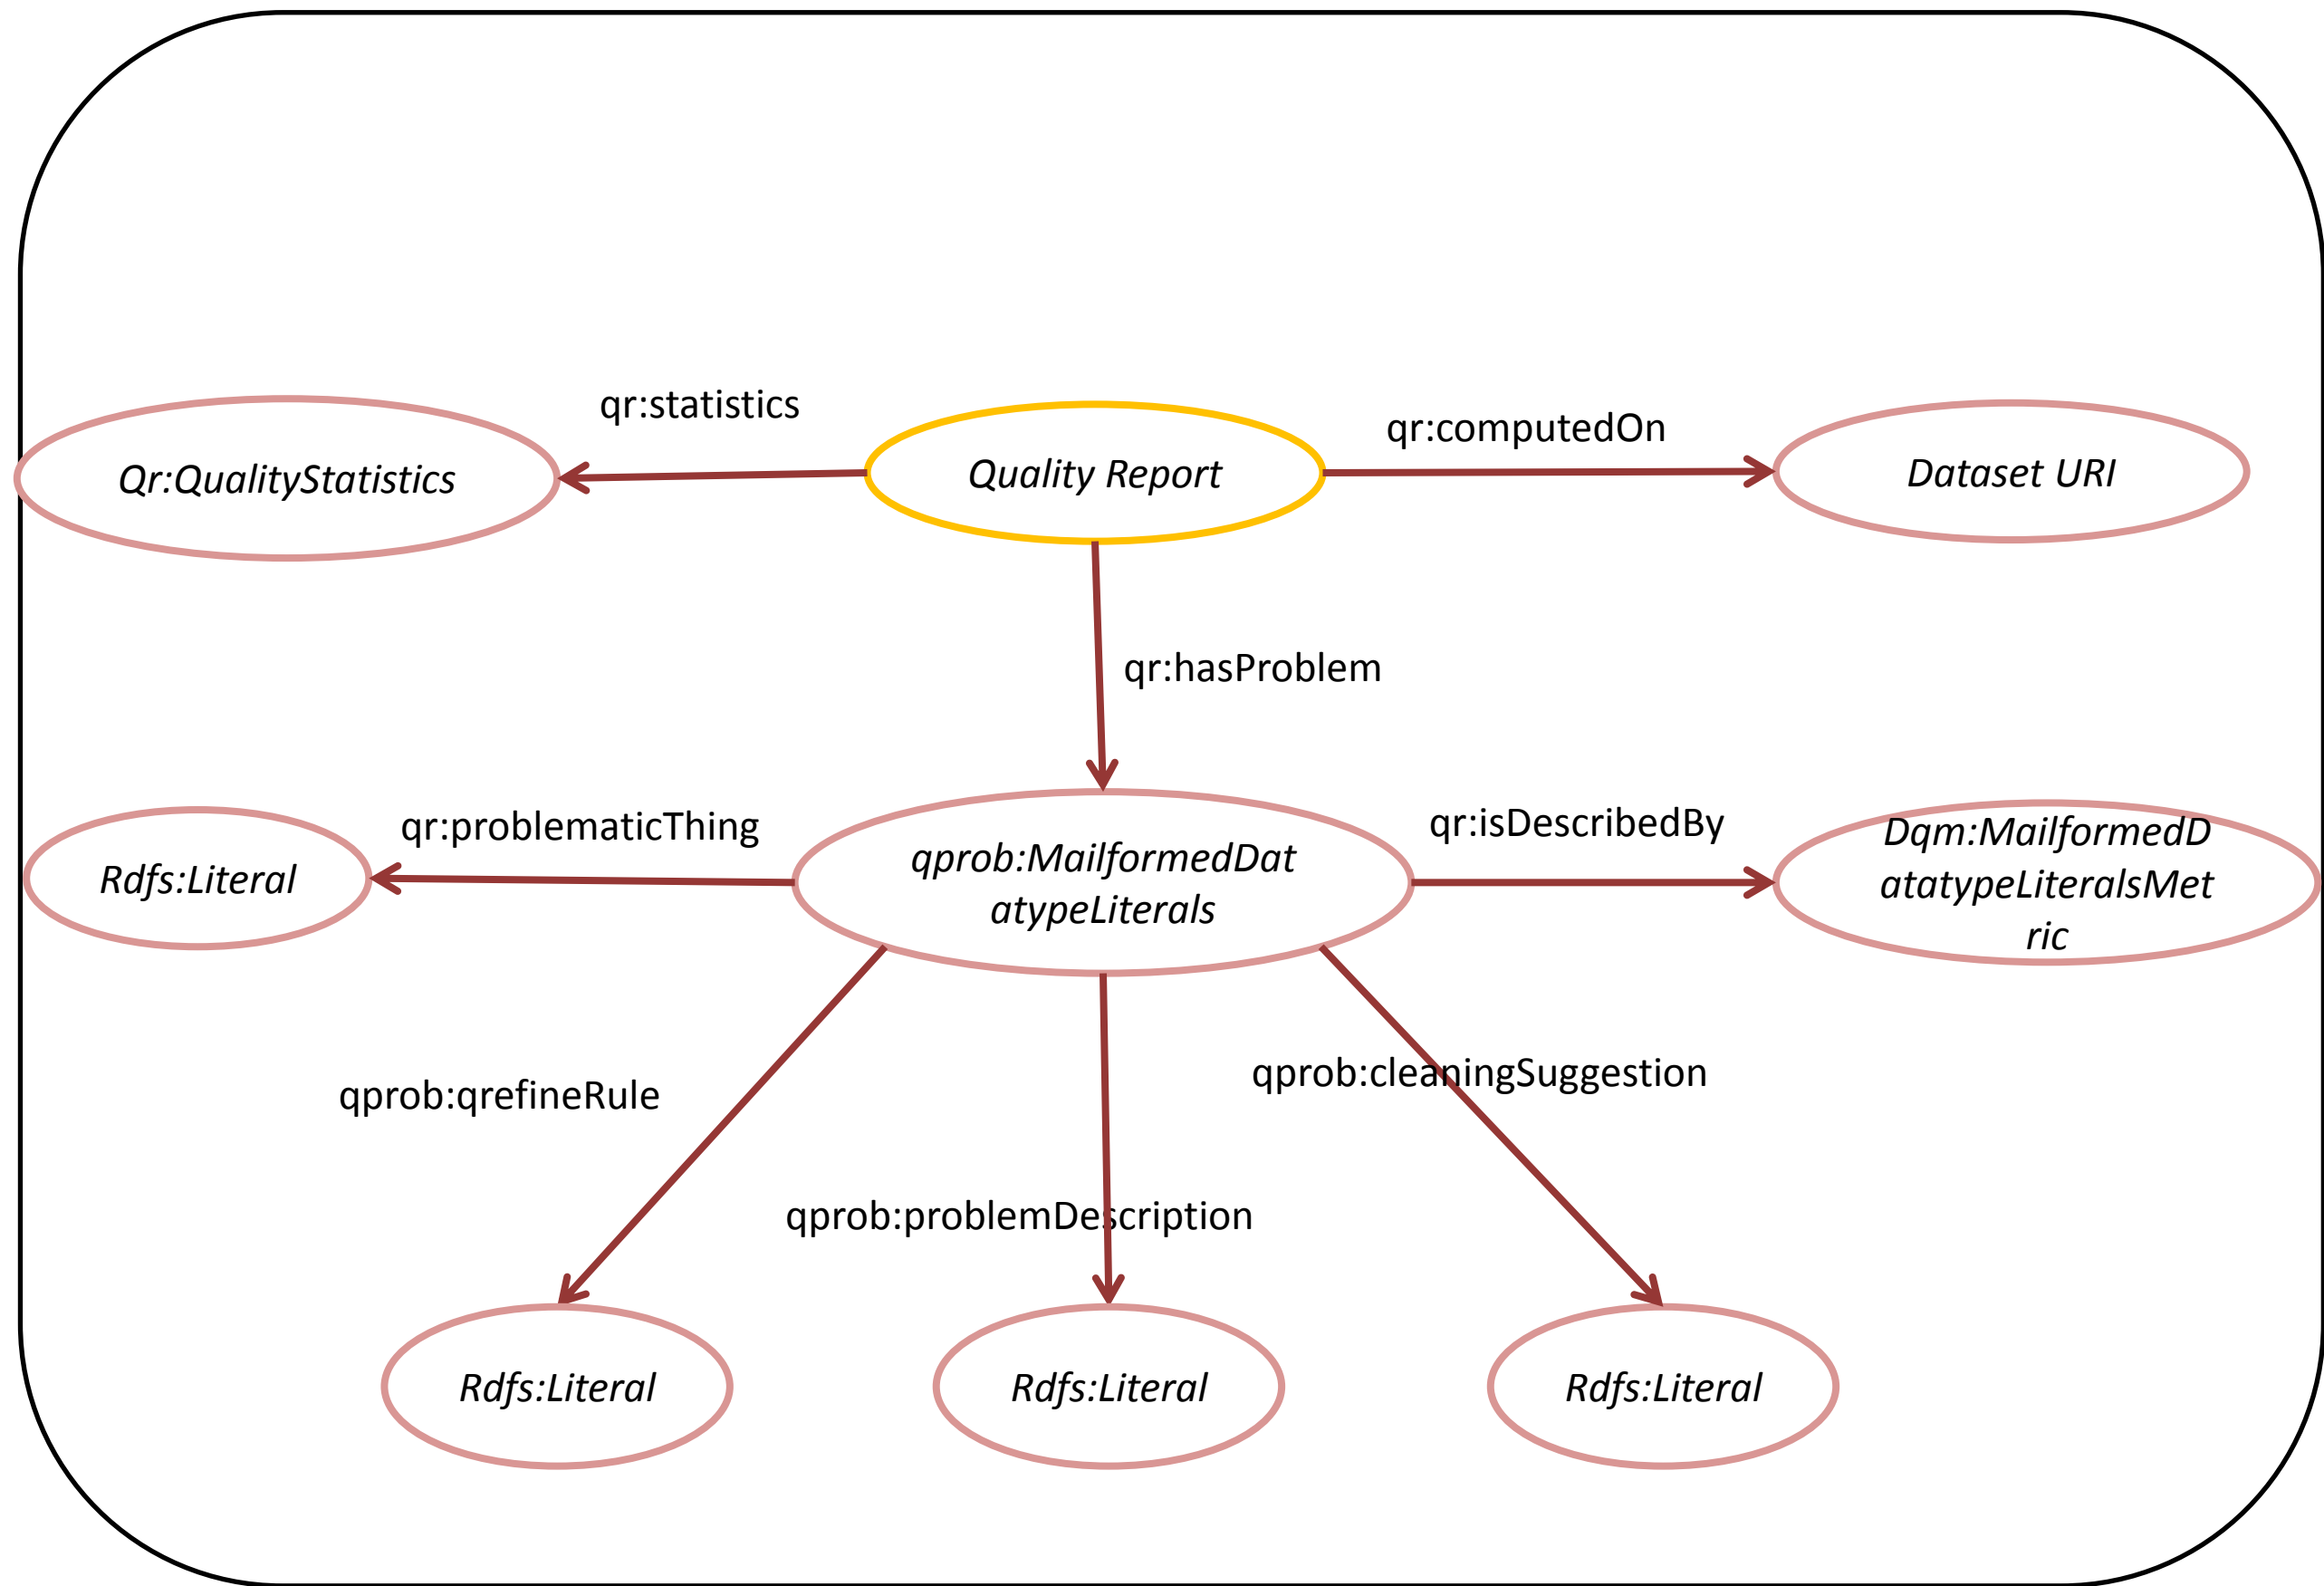 qr:statistics
qr:computedOn
Qr:QualityStatistics
Quality Report
Dataset URI
qr:hasProblem
qr:problematicThing
qr:isDescribedBy
Rdfs:Literal
qprob:MailformedDat
atypeLiterals
Dqm:MailformedD
atatypeLiteralsMet
ric
qprob:qrefineRule
qprob:cleaningSuggestion
qprob:problemDescription
Rdfs:Literal
Rdfs:Literal
Rdfs:Literal